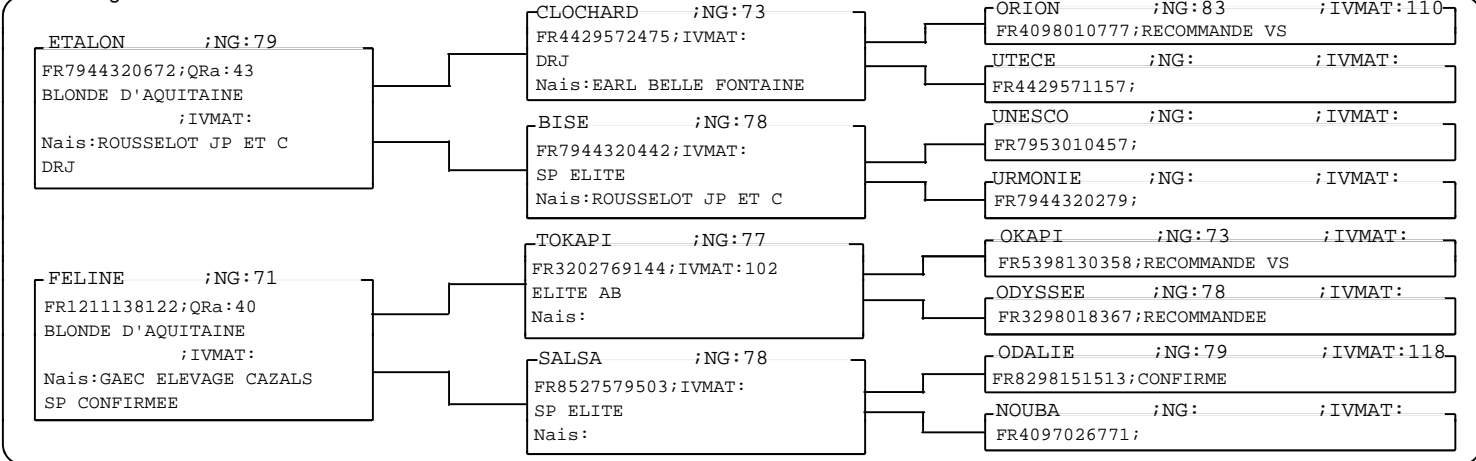 ETALON ;NG:79
FR7944320672;QRa:43
BLONDE D'AQUITAINE
;IVMAT:
Nais:ROUSSELOT JP ET C
DRJ
FELINE ;NG:71
FR1211138122;QRa:40
BLONDE D'AQUITAINE
;IVMAT:
Nais:GAEC ELEVAGE CAZALS
SP CONFIRMEE
CLOCHARD ;NG:73
FR4429572475;IVMAT:
DRJ
Nais:EARL BELLE FONTAINE
BISE ;NG:78
FR7944320442;IVMAT:
SP ELITE
Nais:ROUSSELOT JP ET C
TOKAPI ;NG:77
FR3202769144;IVMAT:102
ELITE AB
Nais:
SALSA ;NG:78
FR8527579503;IVMAT:
SP ELITE
Nais:
ORION ;NG:83 ;IVMAT:110
FR4098010777;RECOMMANDE VS
UTECE ;NG: ;IVMAT:
FR4429571157;
UNESCO ;NG: ;IVMAT:
FR7953010457;
URMONIE ;NG: ;IVMAT:
FR7944320279;
OKAPI ;NG:73 ;IVMAT:
FR5398130358;RECOMMANDE VS
ODYSSEE ;NG:78 ;IVMAT:
FR3298018367;RECOMMANDEE
ODALIE ;NG:79 ;IVMAT:118
FR8298151513;CONFIRME
NOUBA ;NG: ;IVMAT:
FR4097026771;